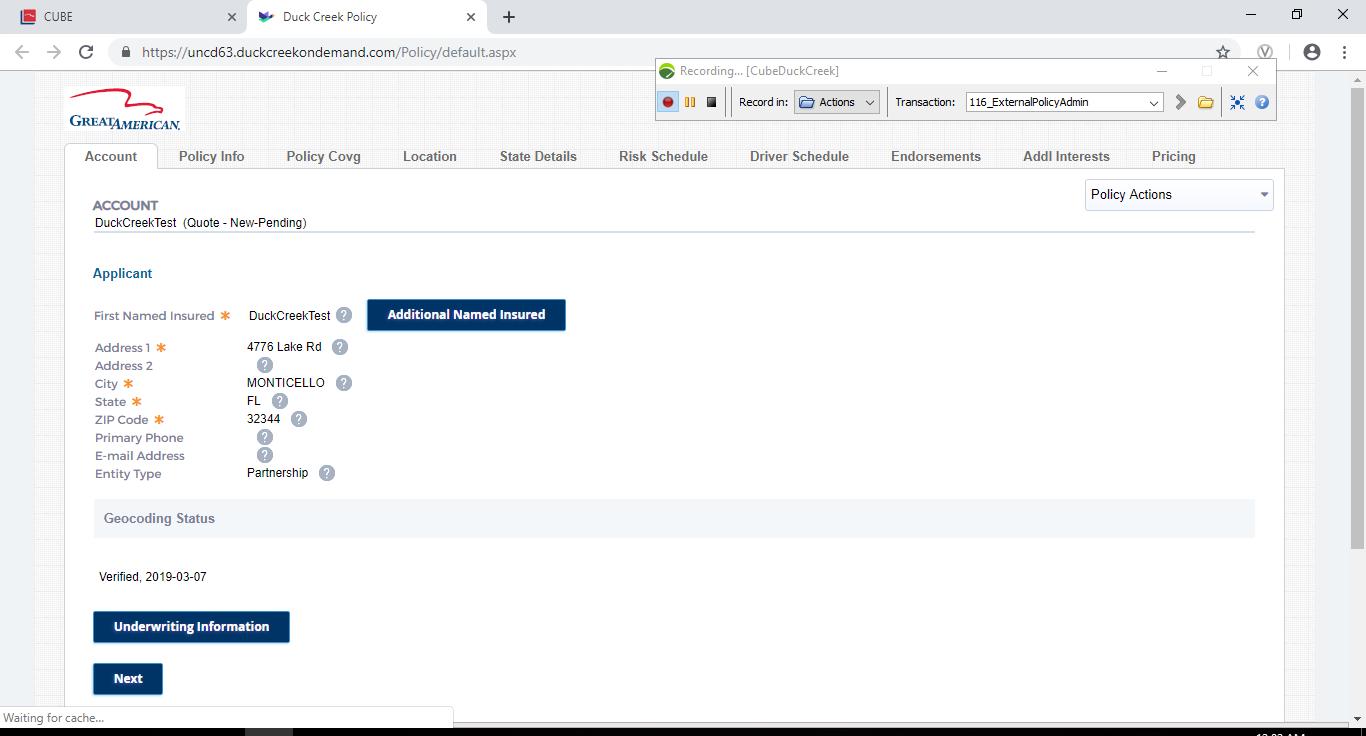 CUBE
Duck Creek Policy
https://uncd63.duckcreekondemand.com/Policy/default.aspx
Recording... [CubeDuckCreek]
Record in: Actions Transaction: 116_ExternalPolicyAdmin
GREATAMERICAN.
Account Policy Info Policy Covg Location State Details Risk Schedule Driver Schedule Endorsements Addl Interests Pricing
Policy Actions
ACCOUNT
DuckCreekTest (Quote - New-Pending)
Applicant
First Named Insured * DuckCreekTest ? Additional Named Insured
Address 1 * 4776 Lake Rd ?
Address 2 ?
City * MONTICELLO ?
State * FL ?
ZIP Code * 32344 ?
Primary Phone ?
E-mail Address ?
Entity Type Partnership ?
Geocoding Status
Verified, 2019-03-07
Underwriting Information
Next
Waiting for cache...